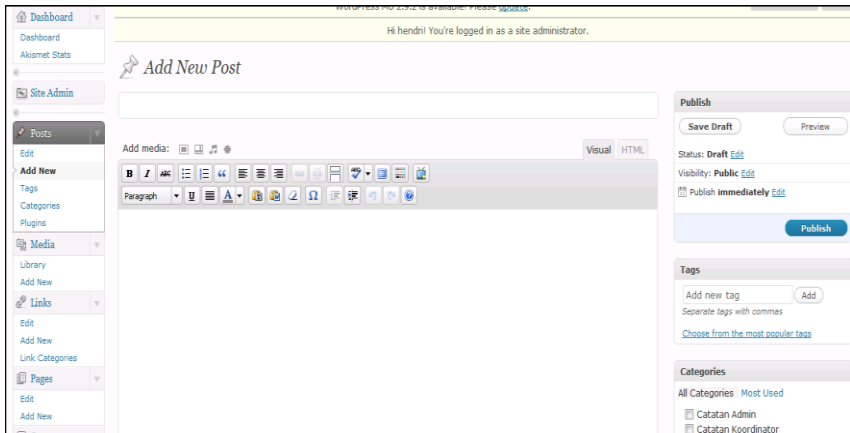 WordPress MU 2.9.2 is available! Please update.
Hi hendri! You're logged in as a site administrator.
Dashboard
Dashboard
Akismet Stats
Site Admin
Posts
Edit
Add New
Tags
Categories
Plugins
Media
Library
Add New
Links
Edit
Add New
Link Categories
Pages
Edit
Add New
Add New Post
Add media:
Visual HTML
B I ABC
Paragraph U A Ω
Publish
Save Draft Preview
Status: Draft Edit
Visibility: Public Edit
Publish immediately Edit
Publish
Tags
Add new tag Add
Separate tags with commas
Choose from the most popular tags
Categories
All Categories Most Used
Catatan Admin
Catatan Koordinator